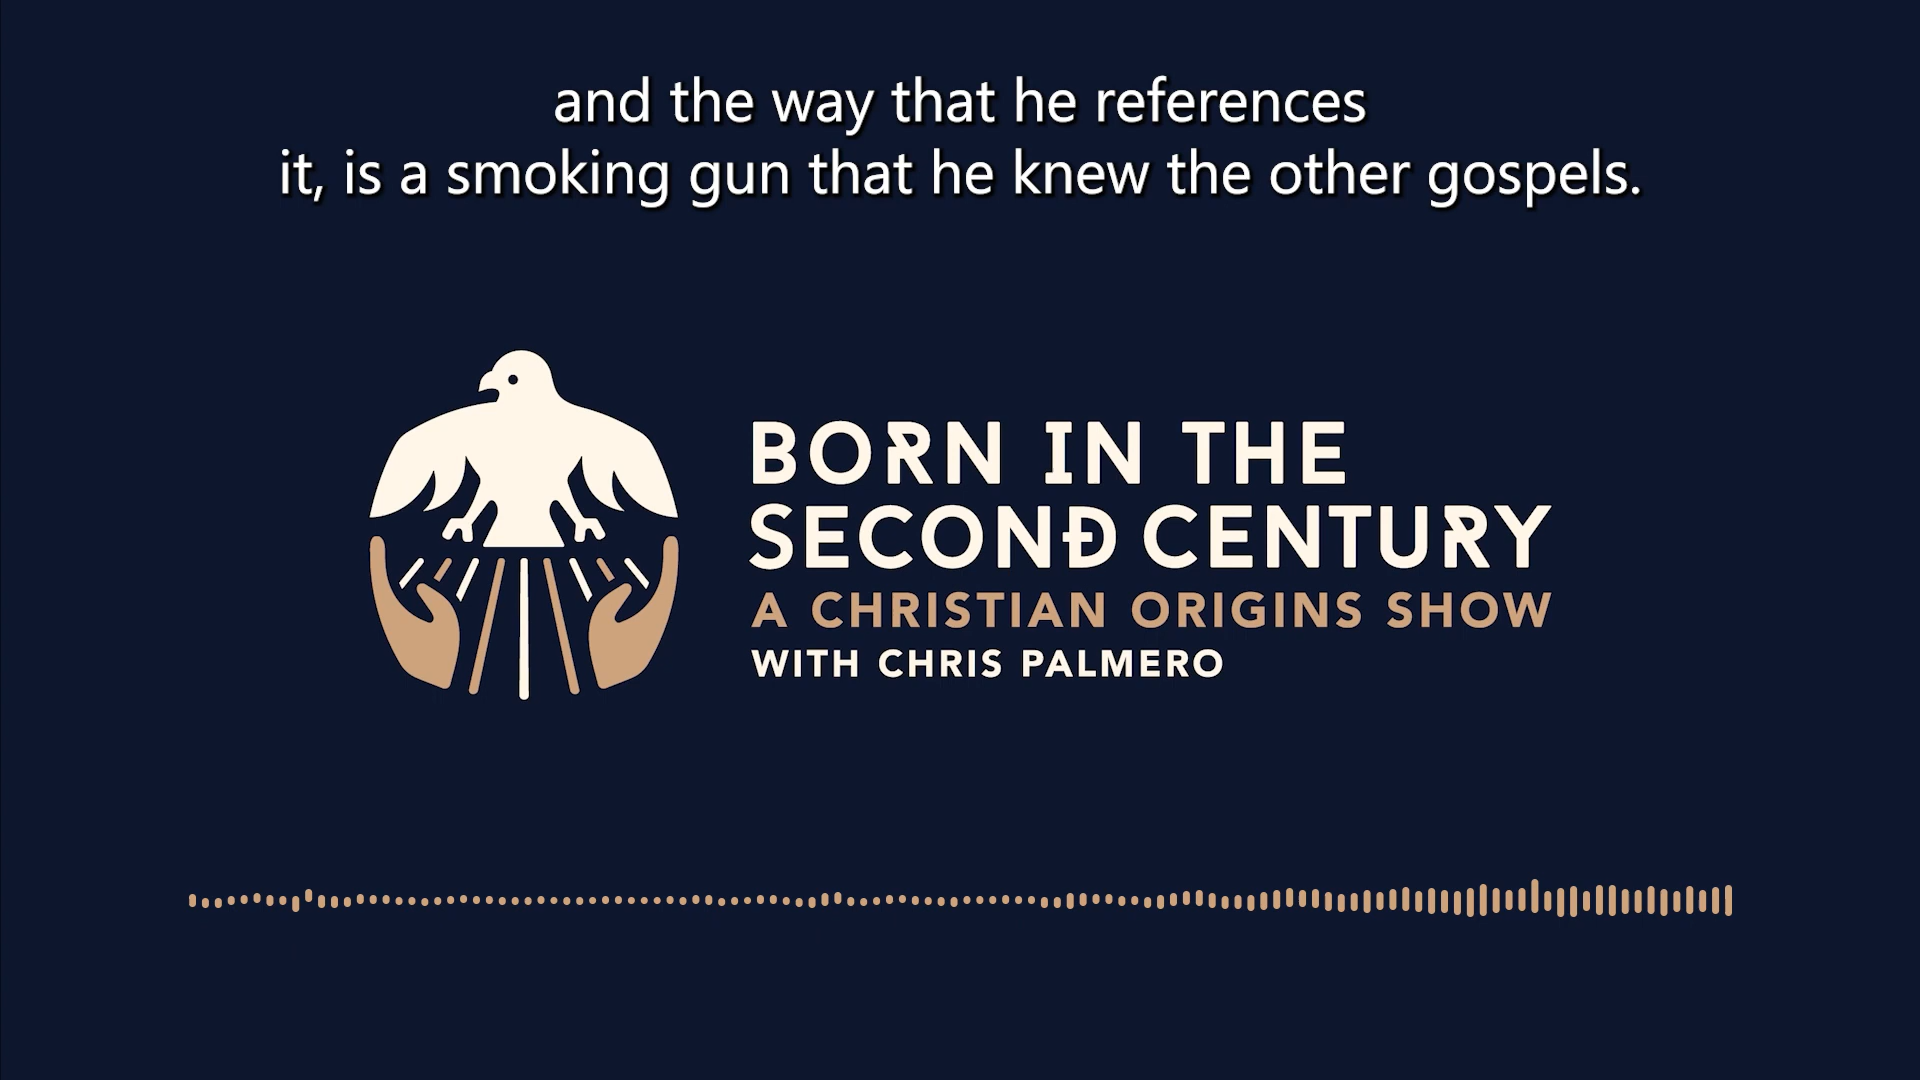 and the way that he references
it, is a smoking gun that he knew the other gospels.
BORN IN THE
SECOND CENTURY
A CHRISTIAN ORIGINS SHOW
WITH CHRIS PALMERO